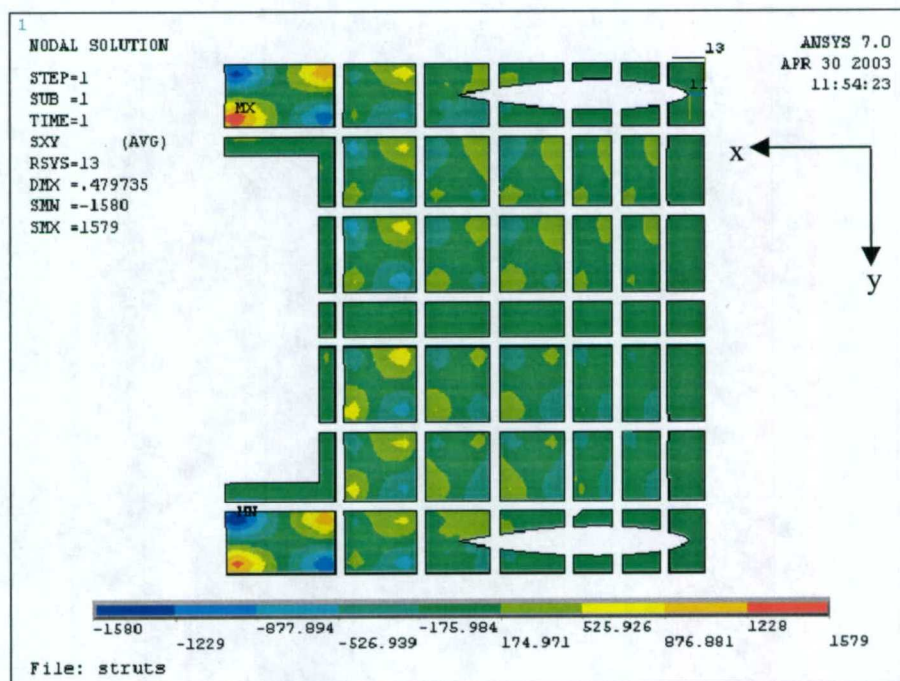 1
NODAL SOLUTION
STEP=1
SUB =1
TIME=1
SXY (AVG)
RSYS=13
DMX =.479735
SMN =-1580
SMX =1579
ANSYS 7.0
APR 30 2003
11:54:23
13
11
MX
x
y
MN
-1580 -877.894 -175.984 525.926 1228
-1229 -526.939 174.971 876.881 1579
File: struts